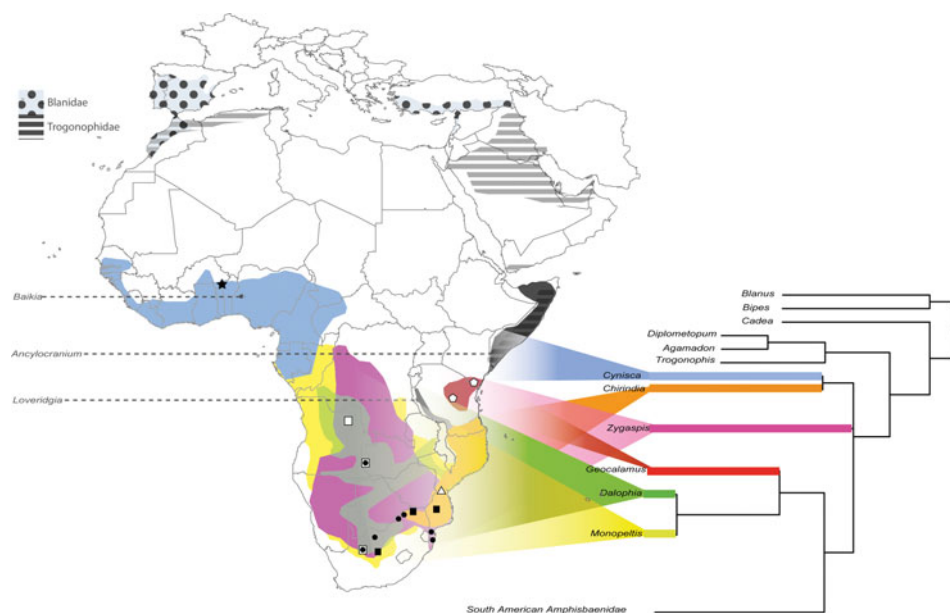 Blanidae
Trogonophidae
Baikia
Ancylocranium
Loveridgia
Blanus
Bipes
Cadea
Diplometopum
Agamadon
Trogonophis
Cynisca
Chirindia
Zygaspis
Geocalamus
Dalophia
Monopeltis
South American Amphisbaenidae